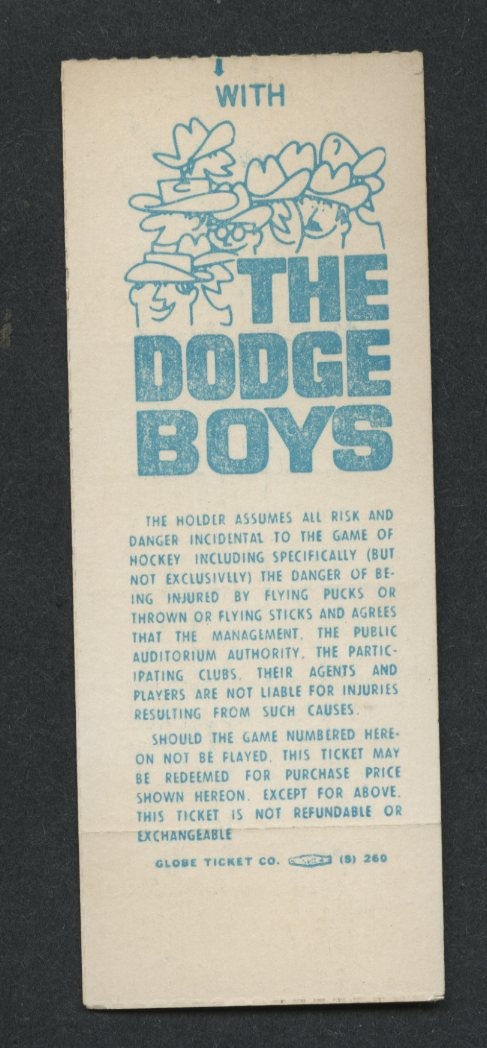 WITH
THE
DODGE
BOYS
THE HOLDER ASSUMES ALL RISK AND
DANGER INCIDENTAL TO THE GAME OF
HOCKEY INCLUDING SPECIFICALLY (BUT
NOT EXCLUSIVLLY) THE DANGER OF BE-
ING INJURED BY FLYING PUCKS OR
THROWN OR FLYING STICKS AND AGREES
THAT THE MANAGEMENT, THE PUBLIC
AUDITORIUM AUTHORITY, THE PARTIC-
IPATING CLUBS, THEIR AGENTS AND
PLAYERS ARE NOT LIABLE FOR INJURIES
RESULTING FROM SUCH CAUSES.
SHOULD THE GAME NUMBERED HERE-
ON NOT BE FLAYED, THIS TICKET MAY
BE REDEEMED FOR PURCHASE PRICE
SHOWN HEREON. EXCEPT FOR ABOVE,
THIS TICKET IS NOT REFUNDABLE OR
EXCHANGEABLE
GLOBE TICKET CO. (S) 260